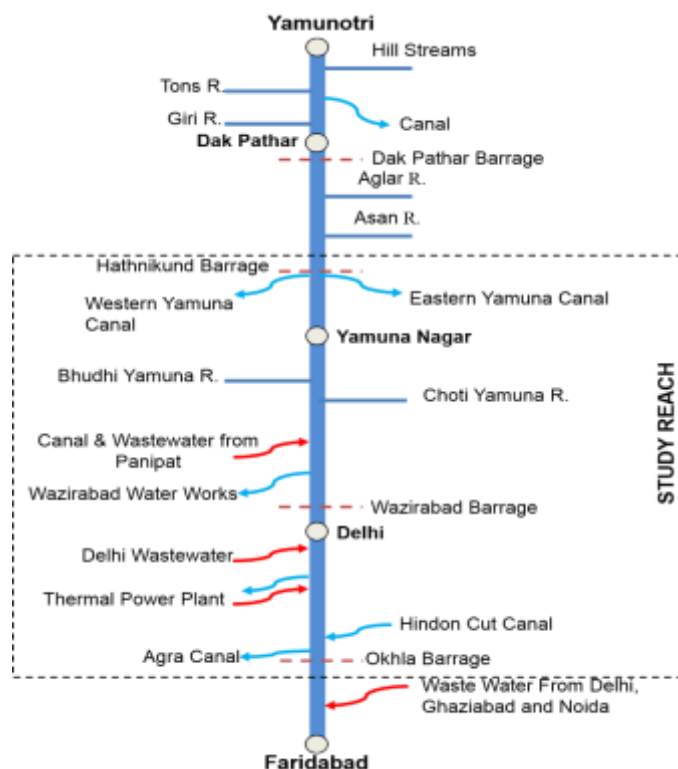 Yamunotri
Hill Streams
Tons R.
Giri R.
Canal
Dak Pathar
Dak Pathar Barrage
Aglar R.
Asan R.
Hathnikund Barrage
Western Yamuna
Canal
Eastern Yamuna Canal
Yamuna Nagar
Bhudhi Yamuna R.
Choti Yamuna R.
Canal & Wastewater from
Panipat
STUDY REACH
Wazirabad Water Works
Wazirabad Barrage
Delhi
Delhi Wastewater
Thermal Power Plant
Hindon Cut Canal
Agra Canal
Okhla Barrage
Waste Water From Delhi,
Ghaziabad and Noida
Faridabad